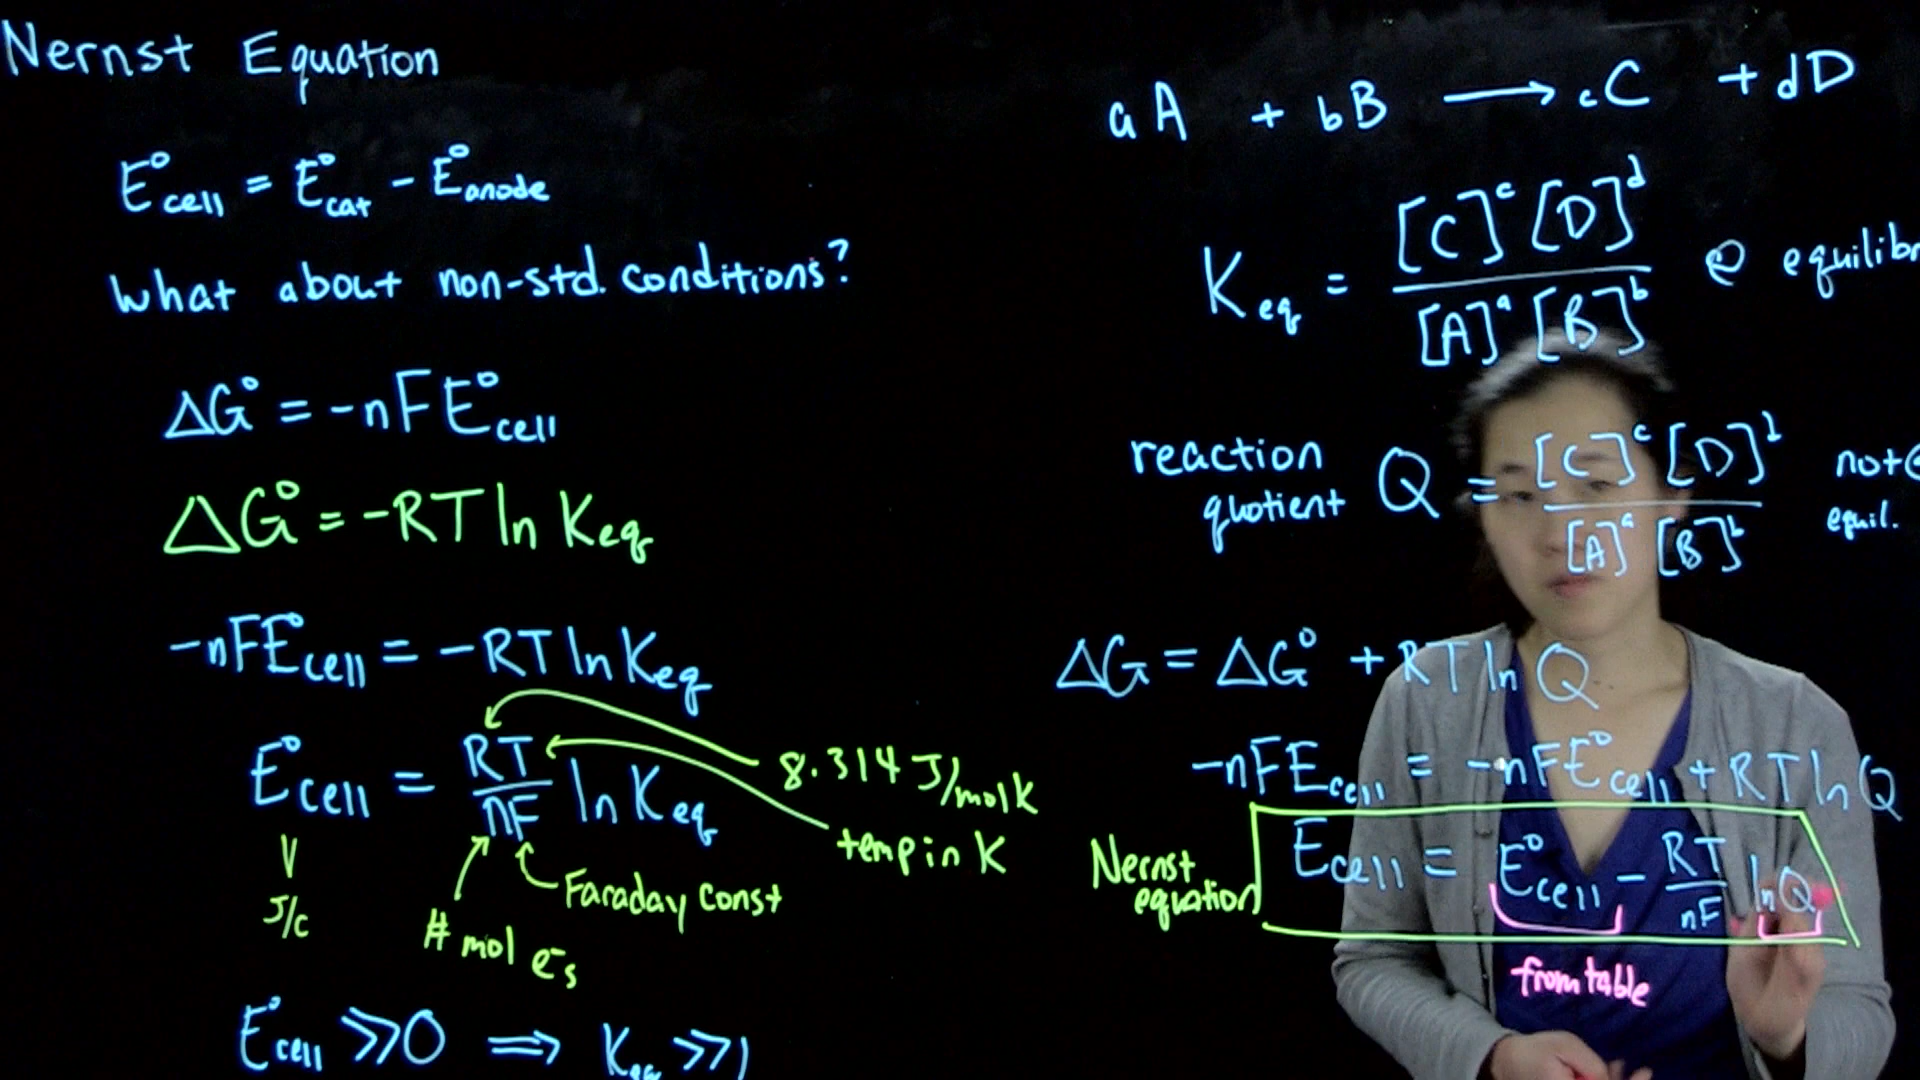 Nernst Equation
E°cell = E°cat - E°anode
What about non-std. conditions?
ΔG° = -nFE°cell
ΔG° = -RT ln Keq
-nFE°cell = -RT ln Keq
E°cell = RT/nF ln Keq
8.314 J/mol K
temp in K
Faraday const
# mol e⁻s
V
J/C
E°cell >> 0 ⇒ Keq >> 1
aA + bB → cC + dD
Keq = [C]^c [D]^d / [A]^a [B]^b @ equilibr
reaction quotient Q = [C]^c [D]^d / [A]^a [B]^b not @ equil.
ΔG = ΔG° + RT ln Q
-nFEcell = -nFE°cell + RT ln Q
Nernst equation
Ecell = E°cell - RT/nF ln Q
from table